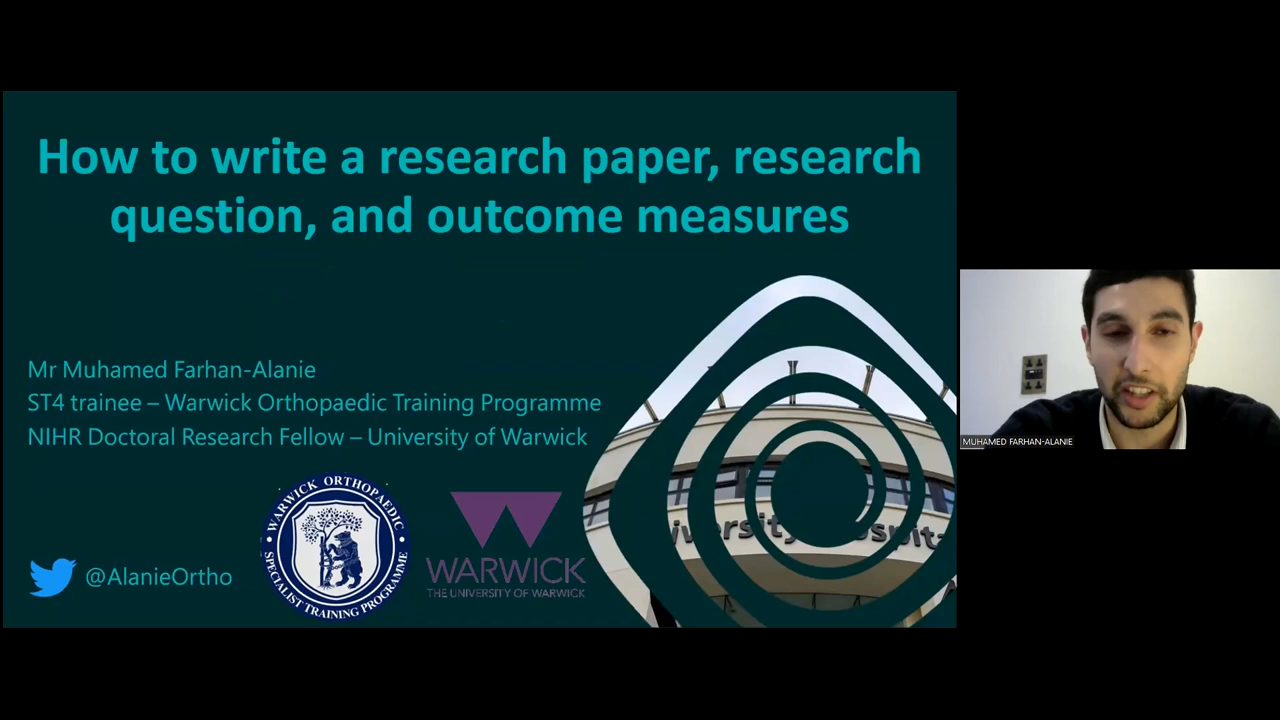 How to write a research paper, research
question, and outcome measures
Mr Muhamed Farhan-Alanie
ST4 trainee – Warwick Orthopaedic Training Programme
NIHR Doctoral Research Fellow – University of Warwick
@AlanieOrtho
WARWICK ORTHOPAEDIC
SPECIALIST TRAINING PROGRAMME
WARWICK
THE UNIVERSITY OF WARWICK
MUHAMED FARHAN-ALANIE